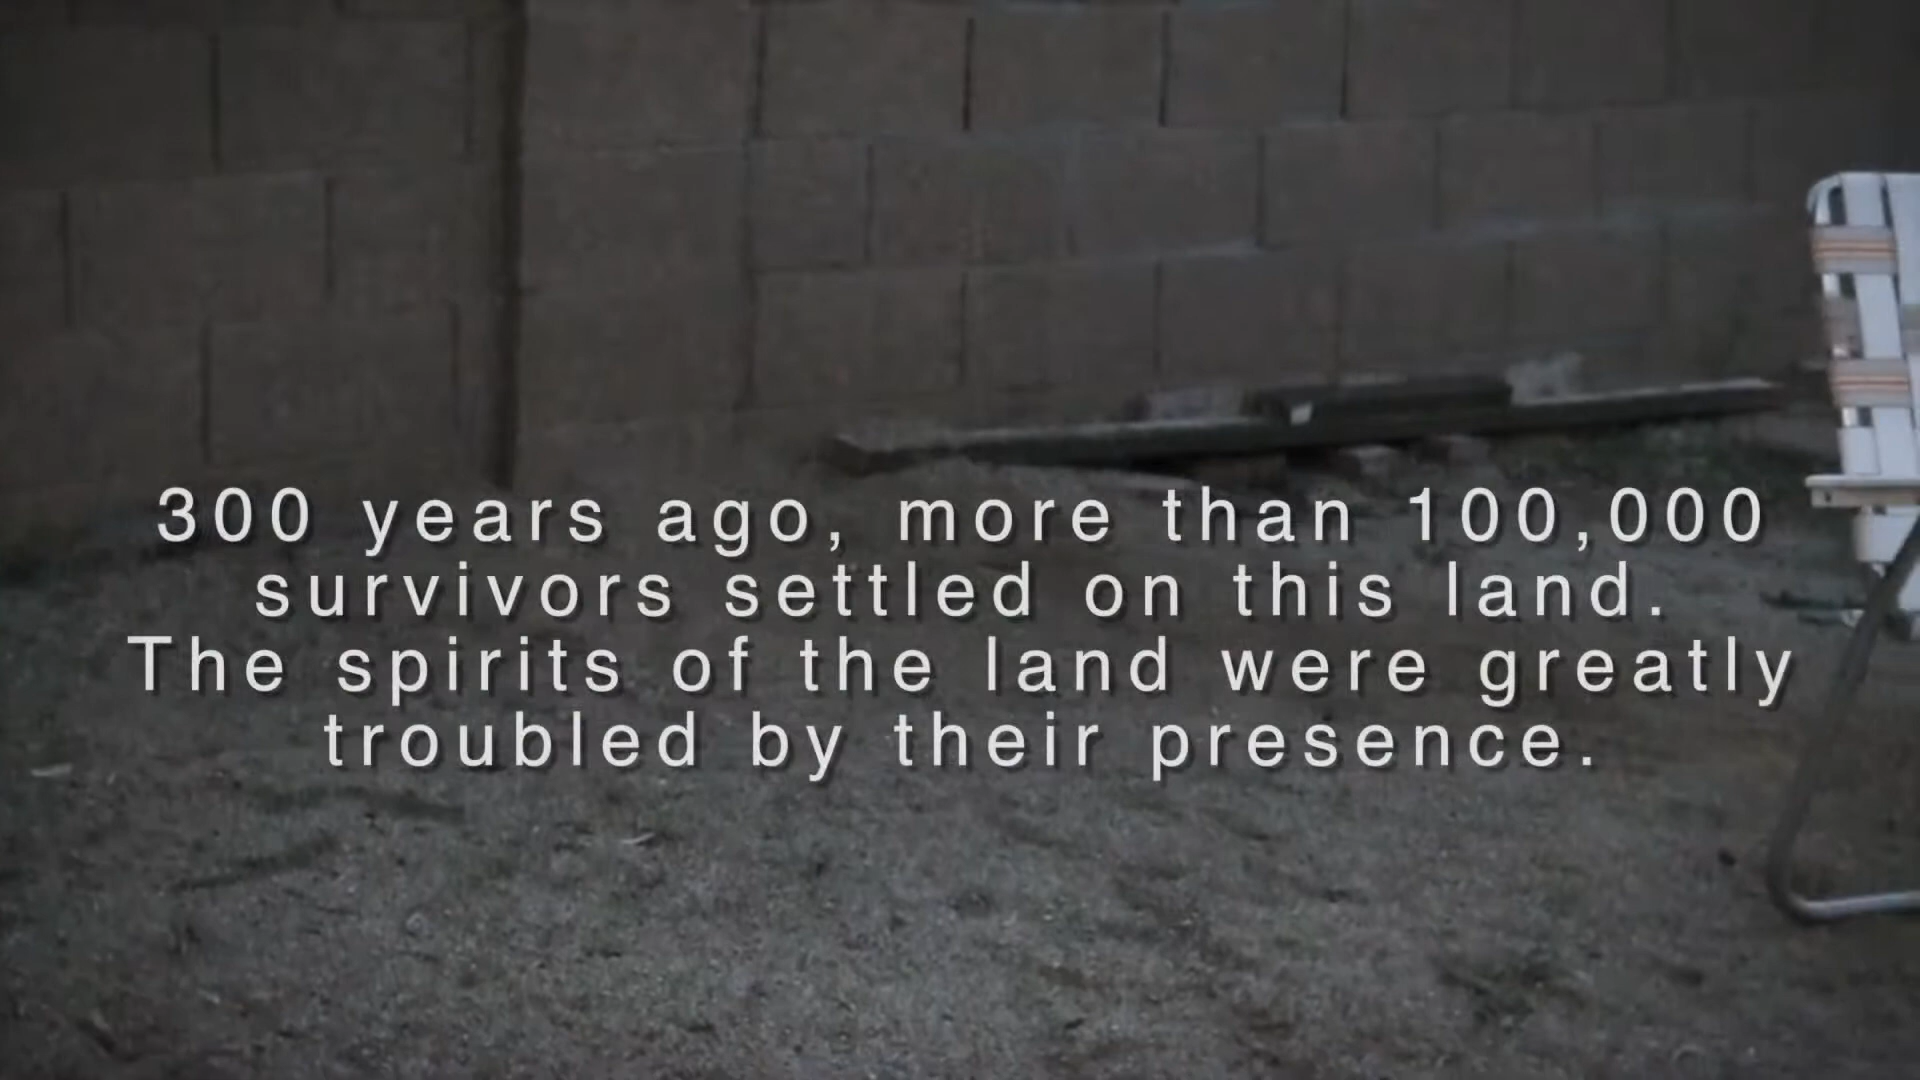 300 years ago, more than 100,000
survivors settled on this land.
The spirits of the land were greatly
troubled by their presence.